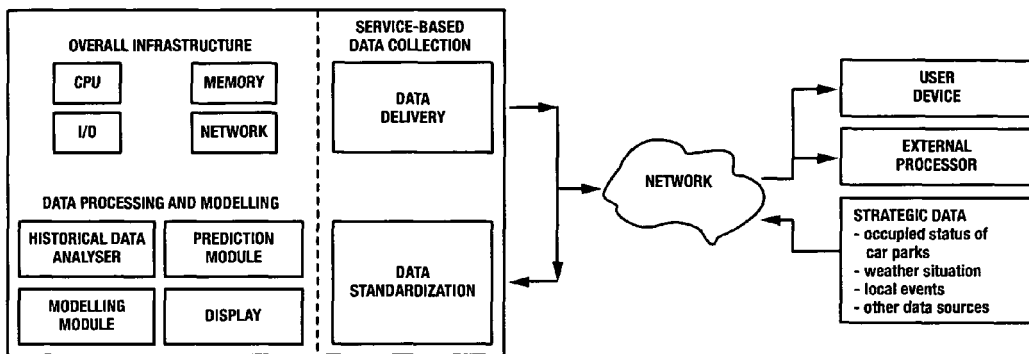 OVERALL INFRASTRUCTURE
CPU
MEMORY
I/O
NETWORK
DATA PROCESSING AND MODELLING
HISTORICAL DATA
ANALYSER
PREDICTION
MODULE
MODELLING
MODULE
DISPLAY
SERVICE-BASED
DATA COLLECTION
DATA
DELIVERY
DATA
STANDARDIZATION
NETWORK
USER
DEVICE
EXTERNAL
PROCESSOR
STRATEGIC DATA
- occupied status of
car parks
- weather situation
- local events
- other data sources